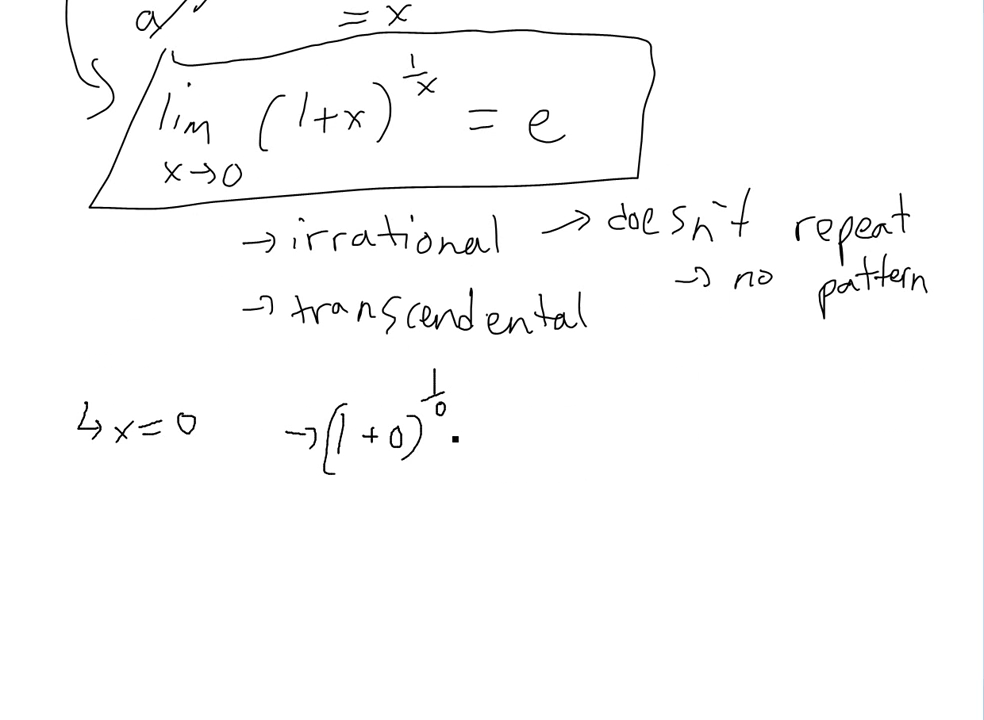 a = x
lim (1+x)^(1/x) = e
x→0
→ irrational → doesn't repeat
→ no pattern
→ transcendental
↳ x=0 → (1+0)^(1/0)